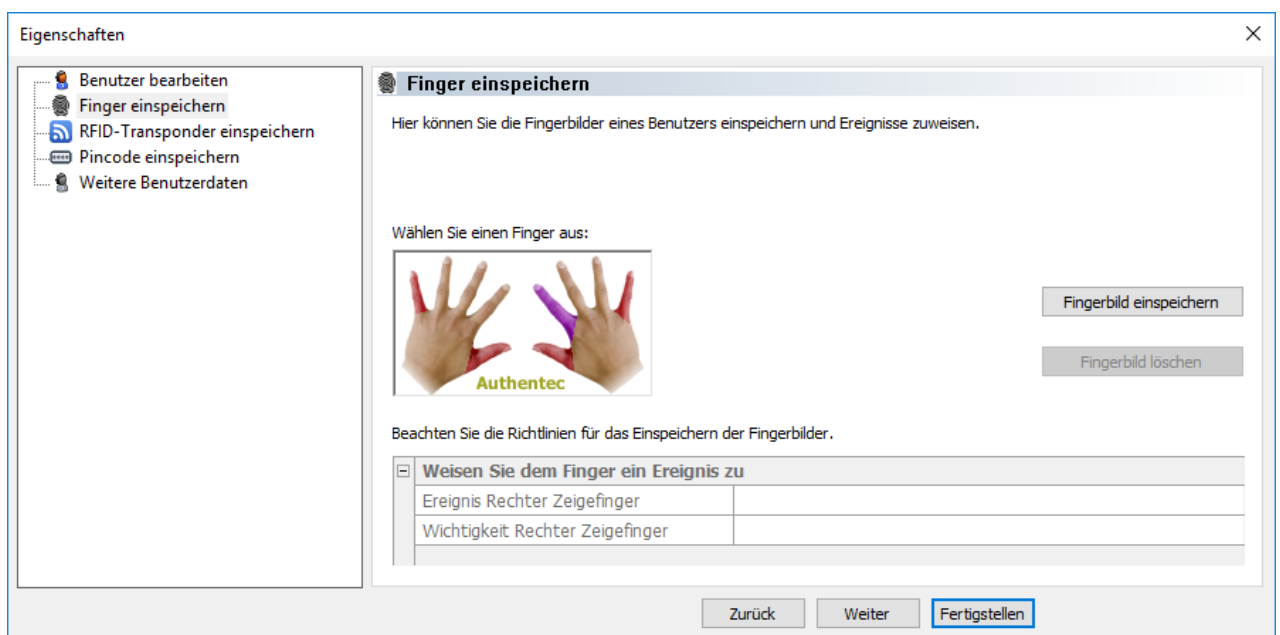 Eigenschaften
Benutzer bearbeiten
Finger einspeichern
RFID-Transponder einspeichern
Pincode einspeichern
Weitere Benutzerdaten
Finger einspeichern
Hier können Sie die Fingerbilder eines Benutzers einspeichern und Ereignisse zuweisen.
Wählen Sie einen Finger aus:
Authentec
Fingerbild einspeichern
Fingerbild löschen
Beachten Sie die Richtlinien für das Einspeichern der Fingerbilder.
Weisen Sie dem Finger ein Ereignis zu
Ereignis Rechter Zeigefinger
Wichtigkeit Rechter Zeigefinger
Zurück
Weiter
Fertigstellen